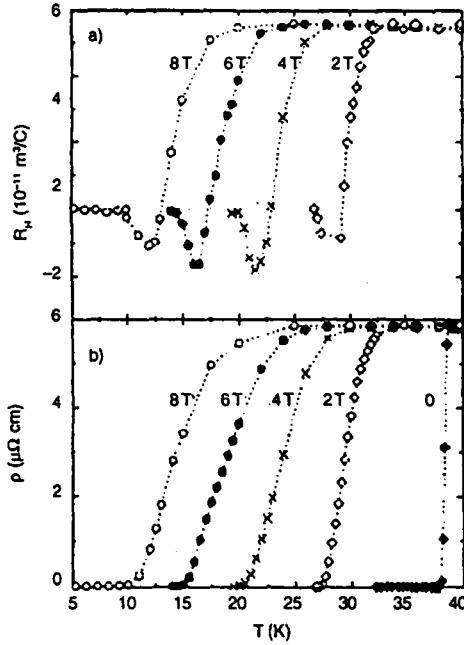 6
a)
8T 6T 4T 2T
4
2
R_H (10⁻¹¹ m³/C)
-2
6
b)
8T 6T 4T 2T 0
4
ρ (μΩ cm)
2
0
5 10 15 20 25 30 35 40
T (K)